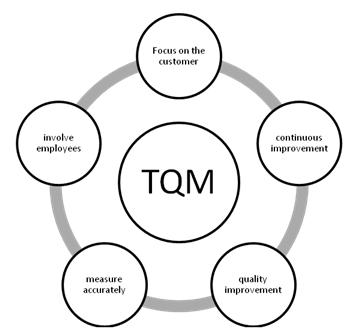 Focus on the
customer
involve
employees
continuous
improvement
TQM
measure
accurately
quality
improvement